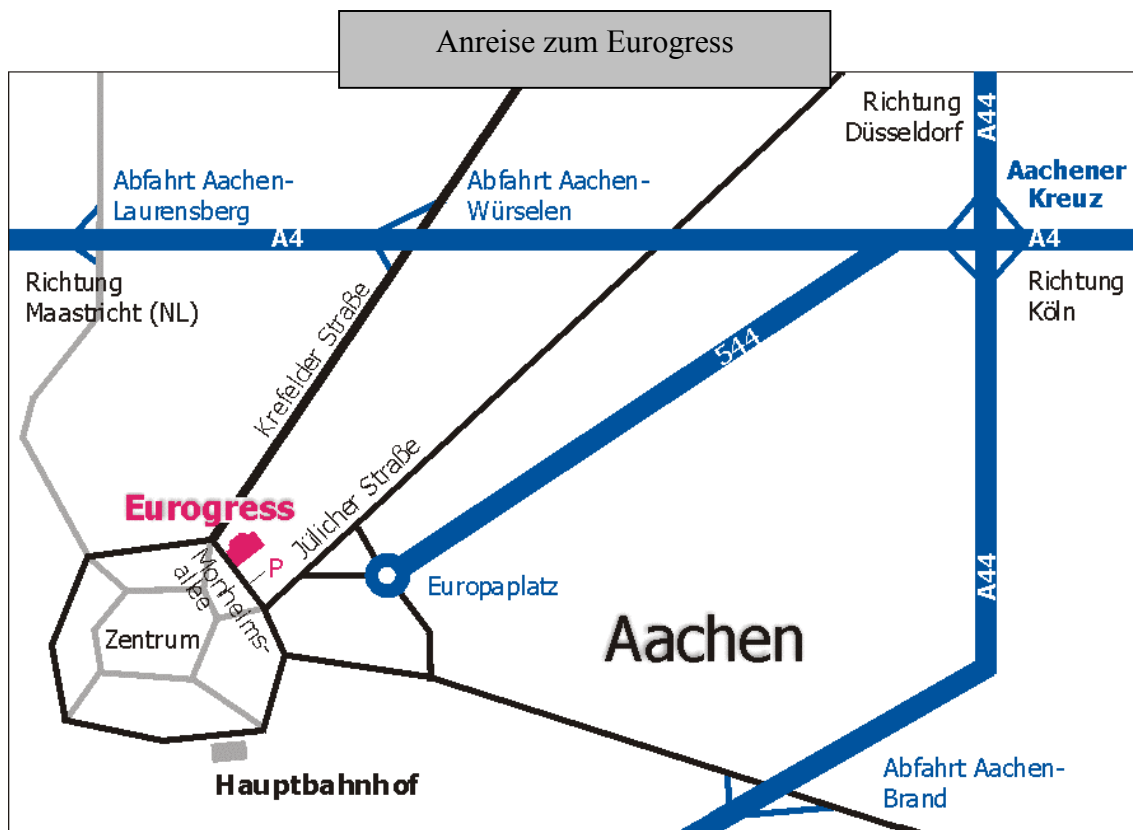 Anreise zum Eurogress
Richtung
Düsseldorf
A44
Abfahrt Aachen-
Laurensberg
Abfahrt Aachen-
Würselen
Aachener
Kreuz
A4
A4
Richtung
Maastricht (NL)
Richtung
Köln
Krefelder Straße
544
Jülicher Straße
Eurogress
P
Monheims-
allee
Europaplatz
A44
Zentrum
Aachen
Hauptbahnhof
Abfahrt Aachen-
Brand